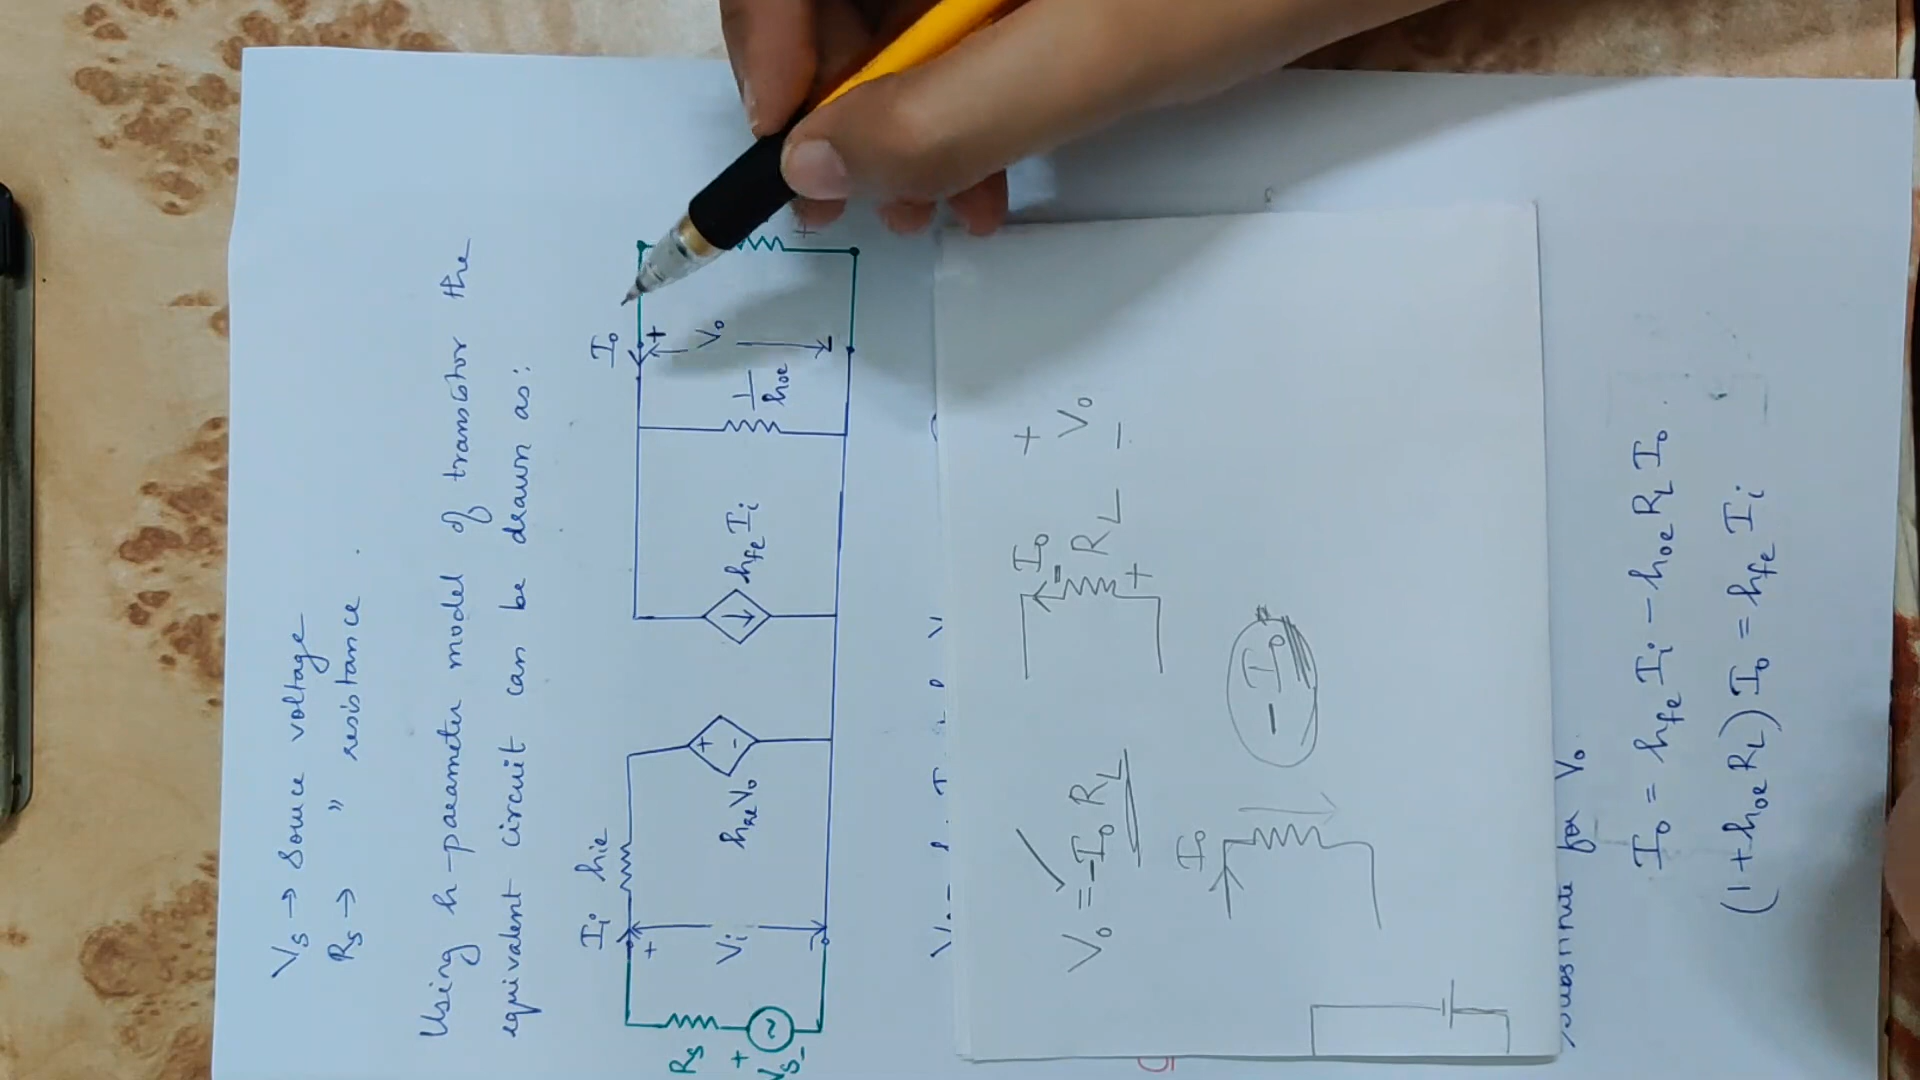 Vs → Source voltage
Rs → " resistance.
Using h-parameter model of transistor the
equivalent circuit can be drawn as:
Ii hie
Io
+
+
Vi
hre Vo
+
-
hfe Ii
1/hoe
Vo
-
+
Rs
+
Vs
-
Vo = -Io RL
Io
-
RL
+
+
Vo
-
Io
- Io
for Vo
Io = hfe Ii - hoe RL Io.
(1+hoe RL) Io = hfe Ii